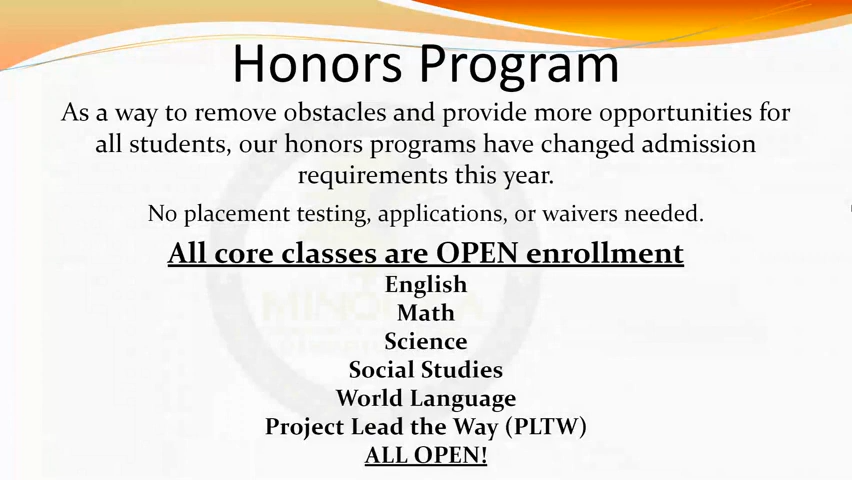 Honors Program
As a way to remove obstacles and provide more opportunities for
all students, our honors programs have changed admission
requirements this year.
No placement testing, applications, or waivers needed.
All core classes are OPEN enrollment
English
Math
Science
Social Studies
World Language
Project Lead the Way (PLTW)
ALL OPEN!